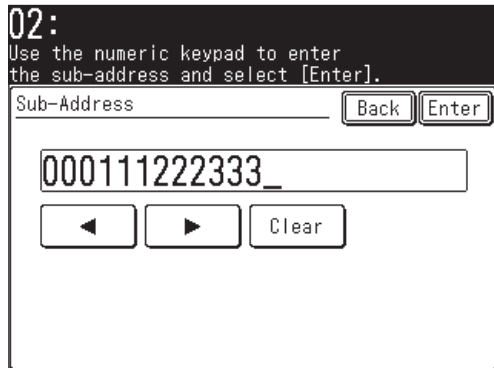 02:
Use the numeric keypad to enter
the sub-address and select [Enter].
Sub-Address
Back
Enter
000111222333_
◀
▶
Clear